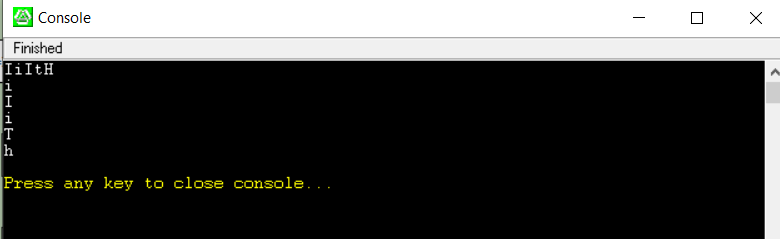 Console
Finished
IiItH
i
I
i
T
h
Press any key to close console...